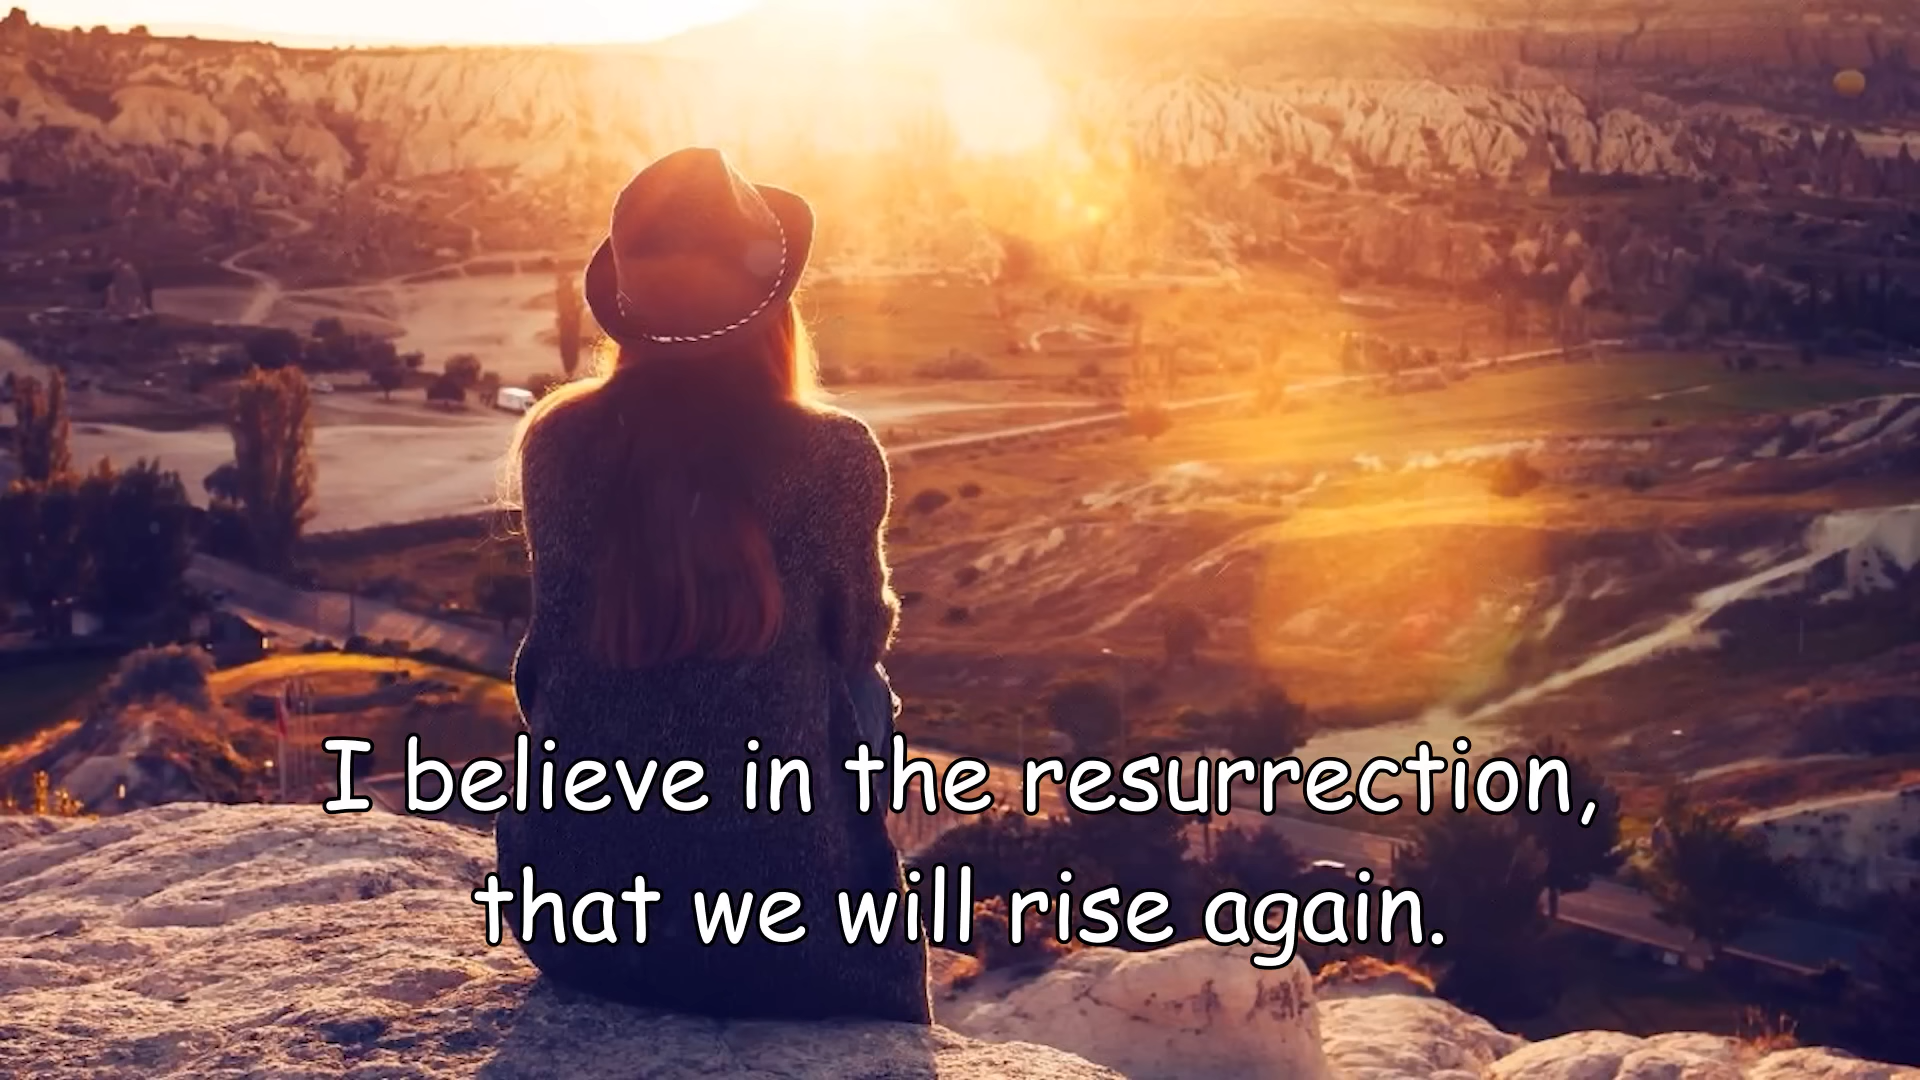 I believe in the resurrection,
that we will rise again.